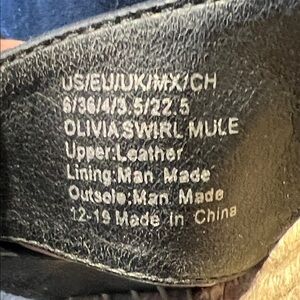 US/EU/UK/MX/CH
6/36/4/3.5/22.5
OLIVIA SWIRL MULE
Upper:Leather
Lining:Man Made
Outsole:Man Made
12-19 Made in China